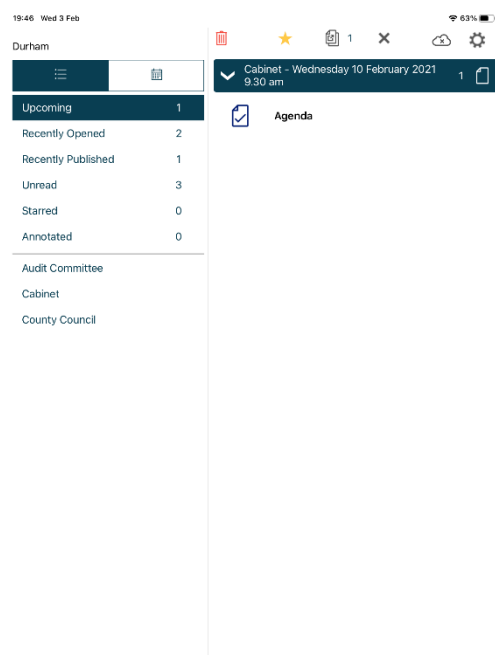 19:46 Wed 3 Feb
63%
Durham
1
Upcoming 1
Recently Opened 2
Recently Published 1
Unread 3
Starred 0
Annotated 0
Audit Committee
Cabinet
County Council
Cabinet - Wednesday 10 February 2021
9.30 am
1
Agenda